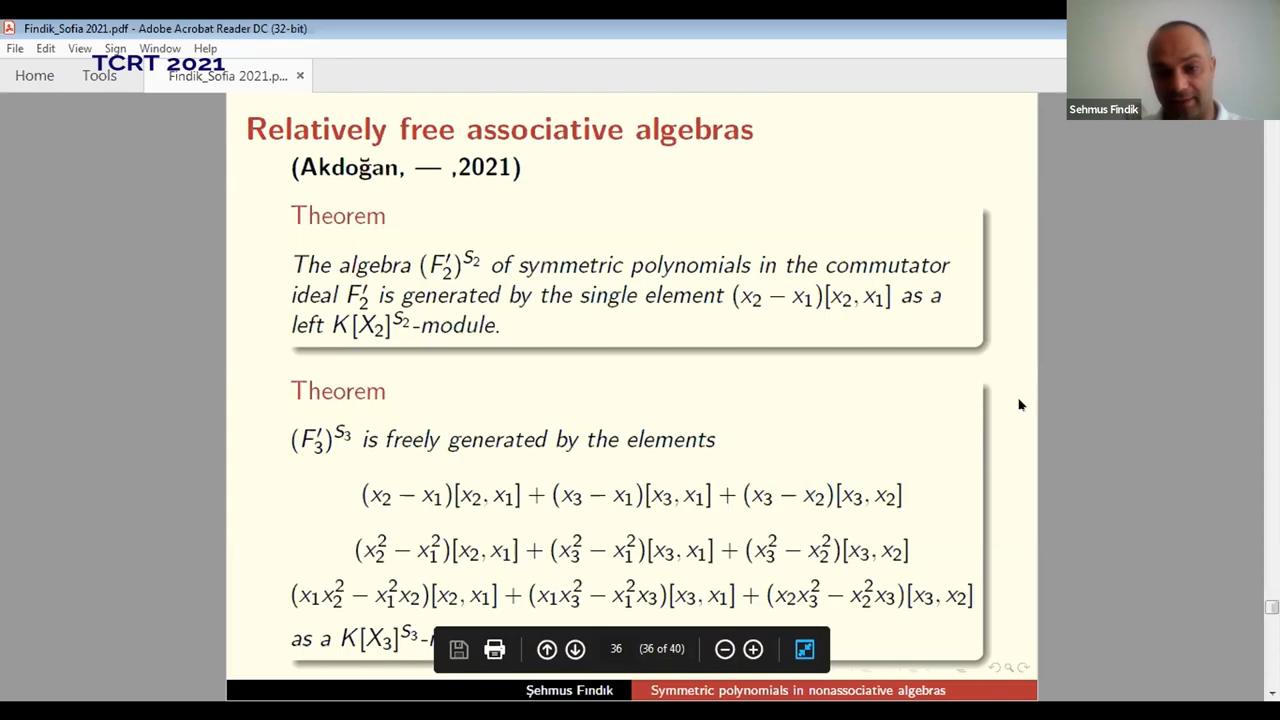 Findik_Sofia 2021.pdf - Adobe Acrobat Reader DC (32-bit)
File Edit View Sign Window Help
TCRT 2021
Home Tools Findik_Sofia 2021.p... ×
Sehmus Findik
Relatively free associative algebras
(Akdoğan, — ,2021)
Theorem
The algebra (F₂′)^{S₂} of symmetric polynomials in the commutator
ideal F₂′ is generated by the single element (x₂ − x₁)[x₂, x₁] as a
left K[X₂]^{S₂}-module.
Theorem
(F₃′)^{S₃} is freely generated by the elements
(x₂ − x₁)[x₂, x₁] + (x₃ − x₁)[x₃, x₁] + (x₃ − x₂)[x₃, x₂]
(x₂² − x₁²)[x₂, x₁] + (x₃² − x₁²)[x₃, x₁] + (x₃² − x₂²)[x₃, x₂]
(x₁x₂² − x₁²x₂)[x₂, x₁] + (x₁x₃² − x₁²x₃)[x₃, x₁] + (x₂x₃² − x₂²x₃)[x₃, x₂]
as a K[X₃]^{S₃}-
36 (36 of 40)
Şehmus Fındık Symmetric polynomials in nonassociative algebras